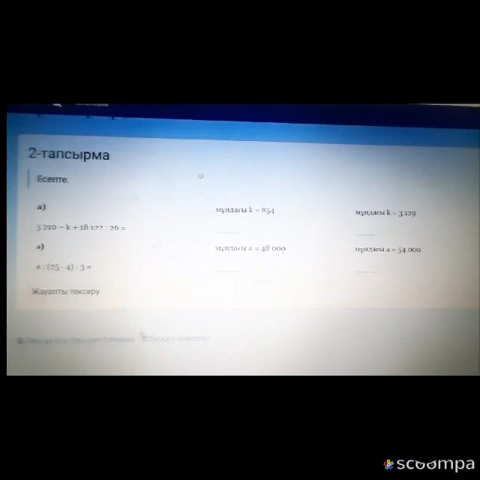 2-тапсырма
Есепте.
а) мұндағы k = 854 мұндағы k = 3 129
5 210 − k + 18 122 : 26 =
ә) мұндағы a = 48 000 мұндағы a = 54 000
a : (25 · 4) · 3 =
Жауапты тексеру
scoompa